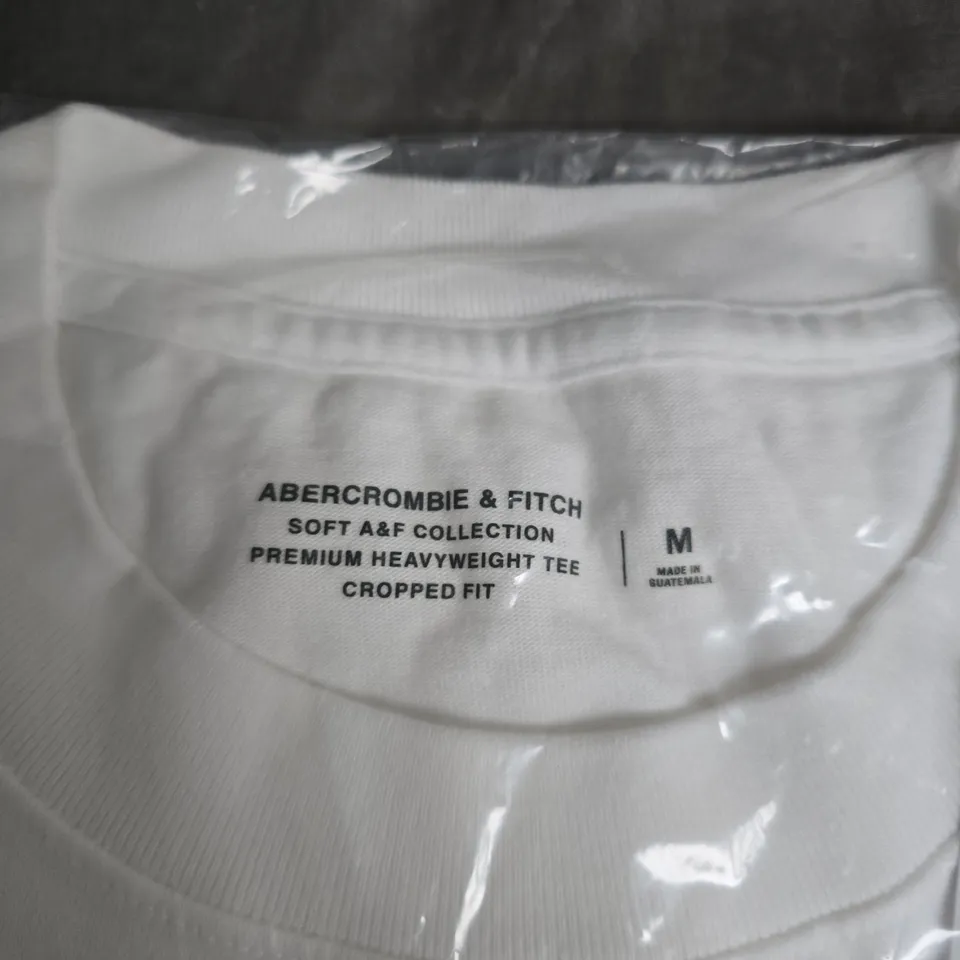 ABERCROMBIE & FITCH
SOFT A&F COLLECTION
PREMIUM HEAVYWEIGHT TEE
CROPPED FIT
M
MADE IN
GUATEMALA